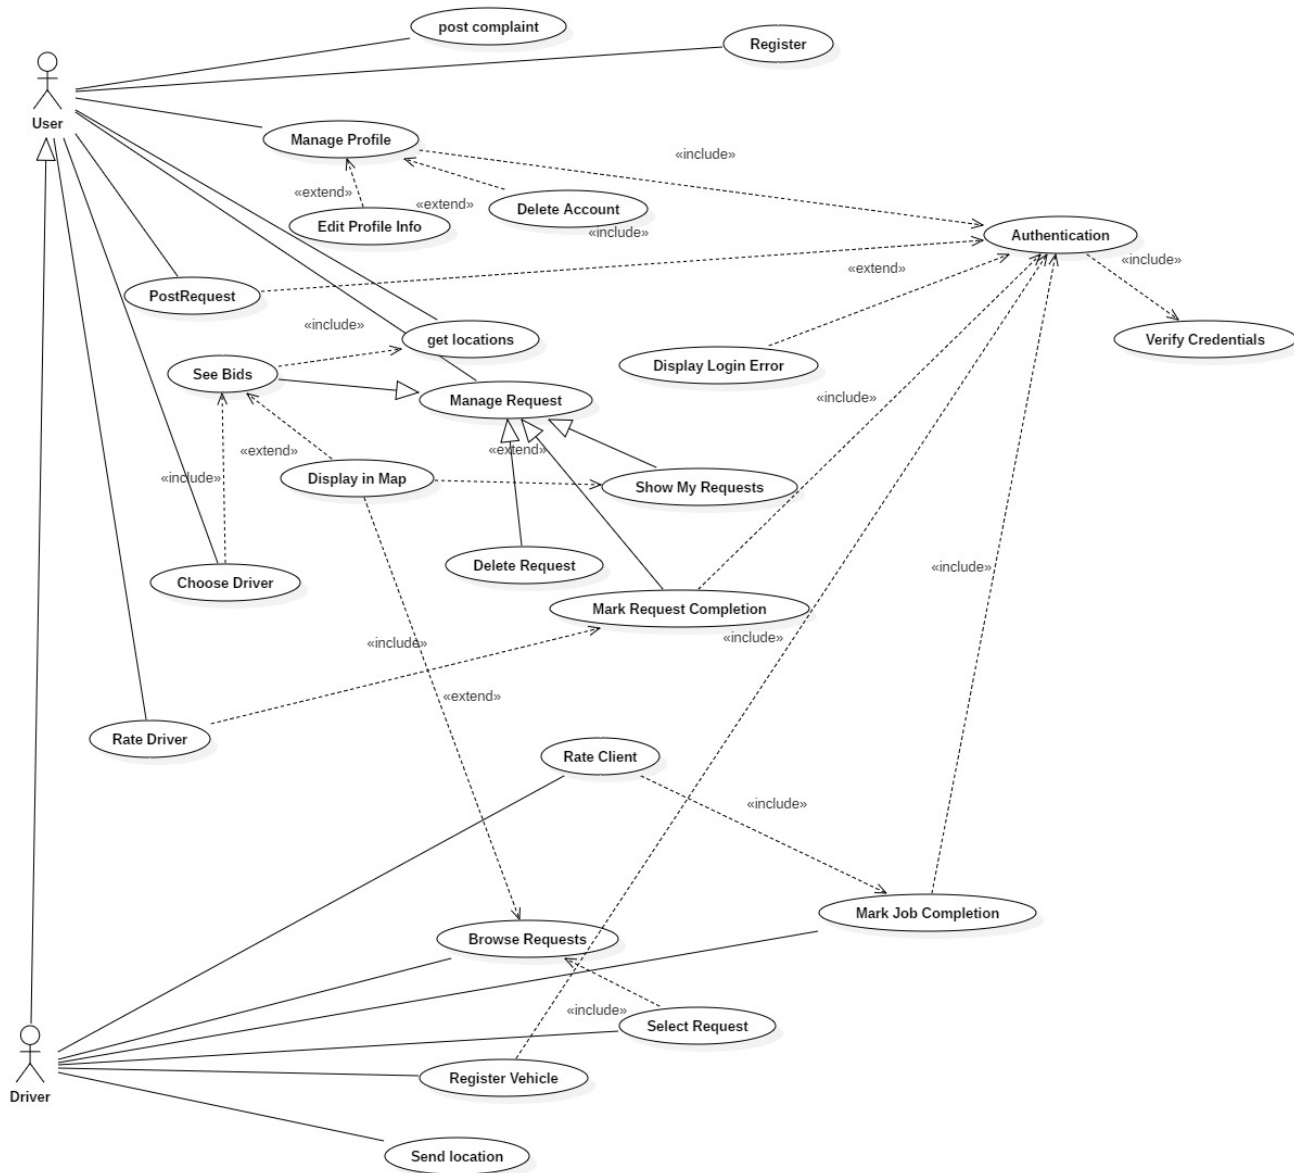 post complaint
Register
User
Manage Profile
«include»
«extend»
«extend»
Delete Account
Edit Profile Info
«include»
Authentication
«include»
«extend»
PostRequest
«include»
get locations
Verify Credentials
Display Login Error
See Bids
Manage Request
«include»
«extend»
«extend»
«include»
Display in Map
Show My Requests
Delete Request
«include»
Choose Driver
Mark Request Completion
«include»
«include»
«extend»
Rate Driver
Rate Client
«include»
Mark Job Completion
Browse Requests
«include»
Select Request
Register Vehicle
Driver
Send location